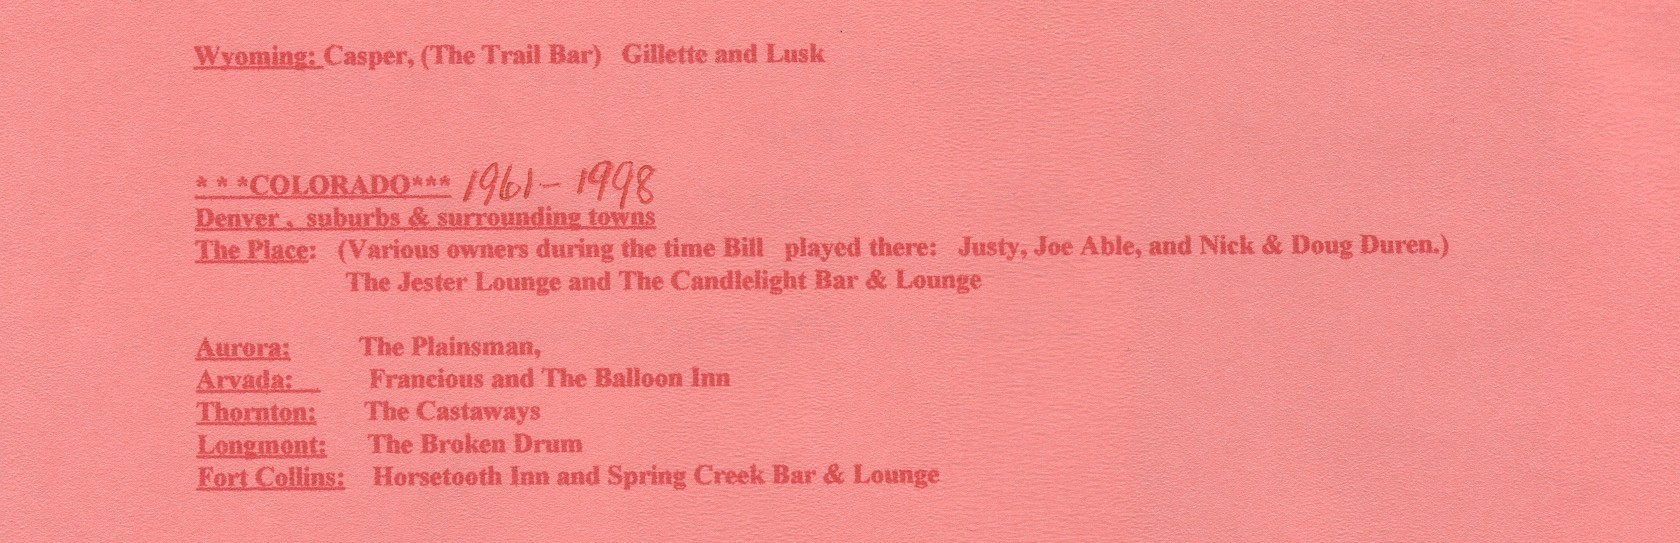 Wyoming: Casper, (The Trail Bar) Gillette and Lusk
* * *COLORADO*** 1961 - 1998
Denver , suburbs & surrounding towns
The Place: (Various owners during the time Bill played there: Justy, Joe Able, and Nick & Doug Duren.)
The Jester Lounge and The Candlelight Bar & Lounge
Aurora: The Plainsman,
Arvada: Francious and The Balloon Inn
Thornton: The Castaways
Longmont: The Broken Drum
Fort Collins: Horsetooth Inn and Spring Creek Bar & Lounge